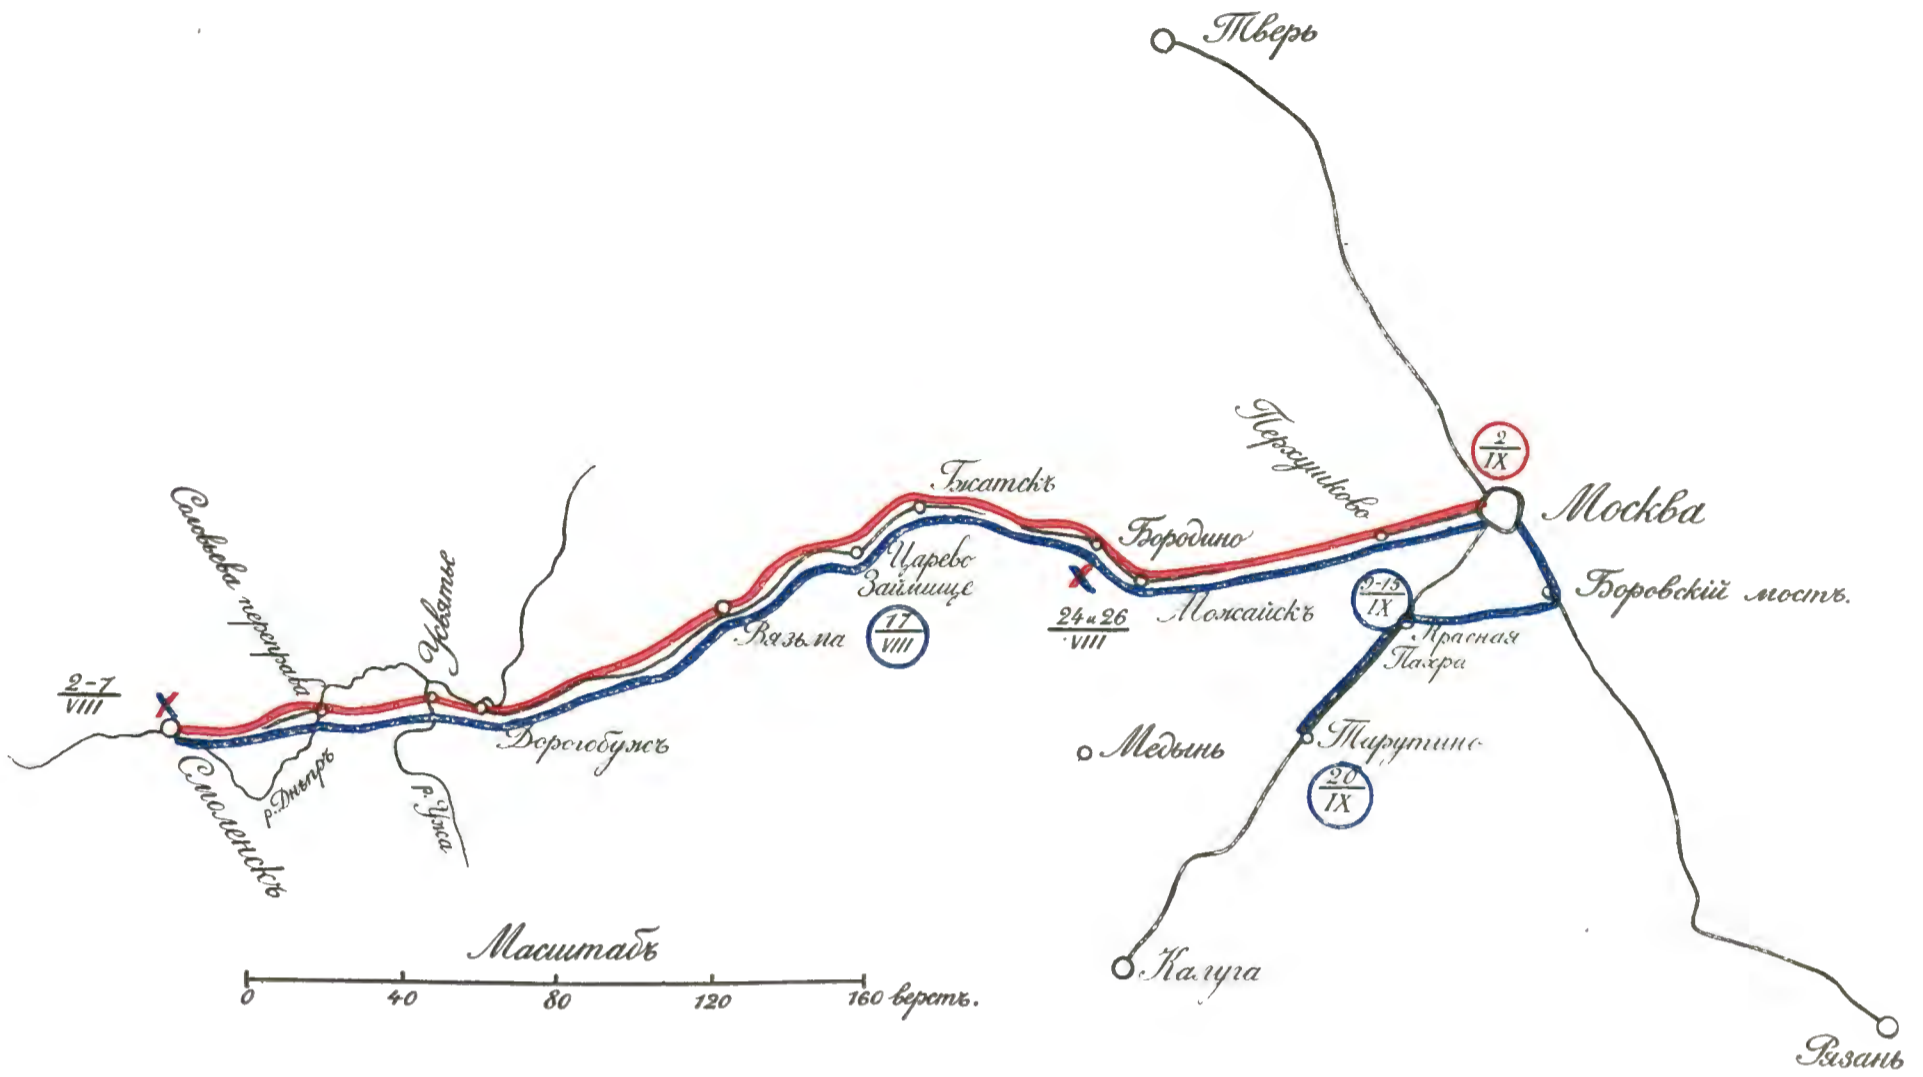 Тверь
Перхушково
2
IX
Москва
Гжатскъ
Бородино
Соловьева переправа
Усвятье
Царево
Займище
17
VIII
24 и 26
VIII
Можайскъ
9-15
IX
Боровскій мостъ.
Красная
Пахра
Вязьма
2-7
VIII
Смоленскъ
р. Днѣпръ
р. Ужа
Дорогобужъ
Медынь
Тарутино
20
IX
Масштабъ
0 40 80 120 160 верстъ.
Калуга
Рязань